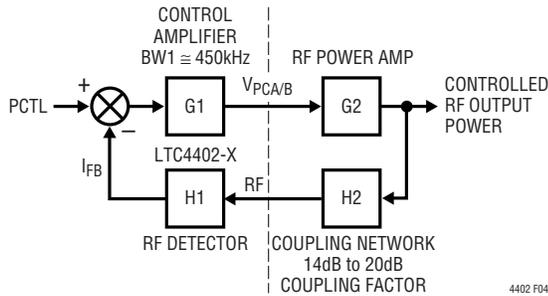 CONTROL
AMPLIFIER
BW1 ≅ 450kHz
RF POWER AMP
PCTL
+
–
G1
VPCA/B
G2
CONTROLLED
RF OUTPUT
POWER
IFB
LTC4402-X
H1
RF
H2
RF DETECTOR
COUPLING NETWORK
14dB to 20dB
COUPLING FACTOR
4402 F04